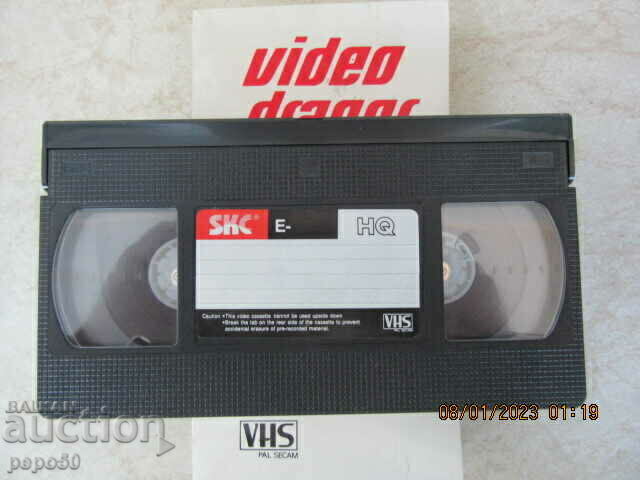 video
dragor
SKC® E- HQ
Caution •This video cassette cannot be used upside down
•Break the tab on the rear side of the cassette to prevent
accidental erasure of pre-recorded material.
VHS
08/01/2023 01:19
BALKAN
auction
papo50
VHS
PAL SECAM